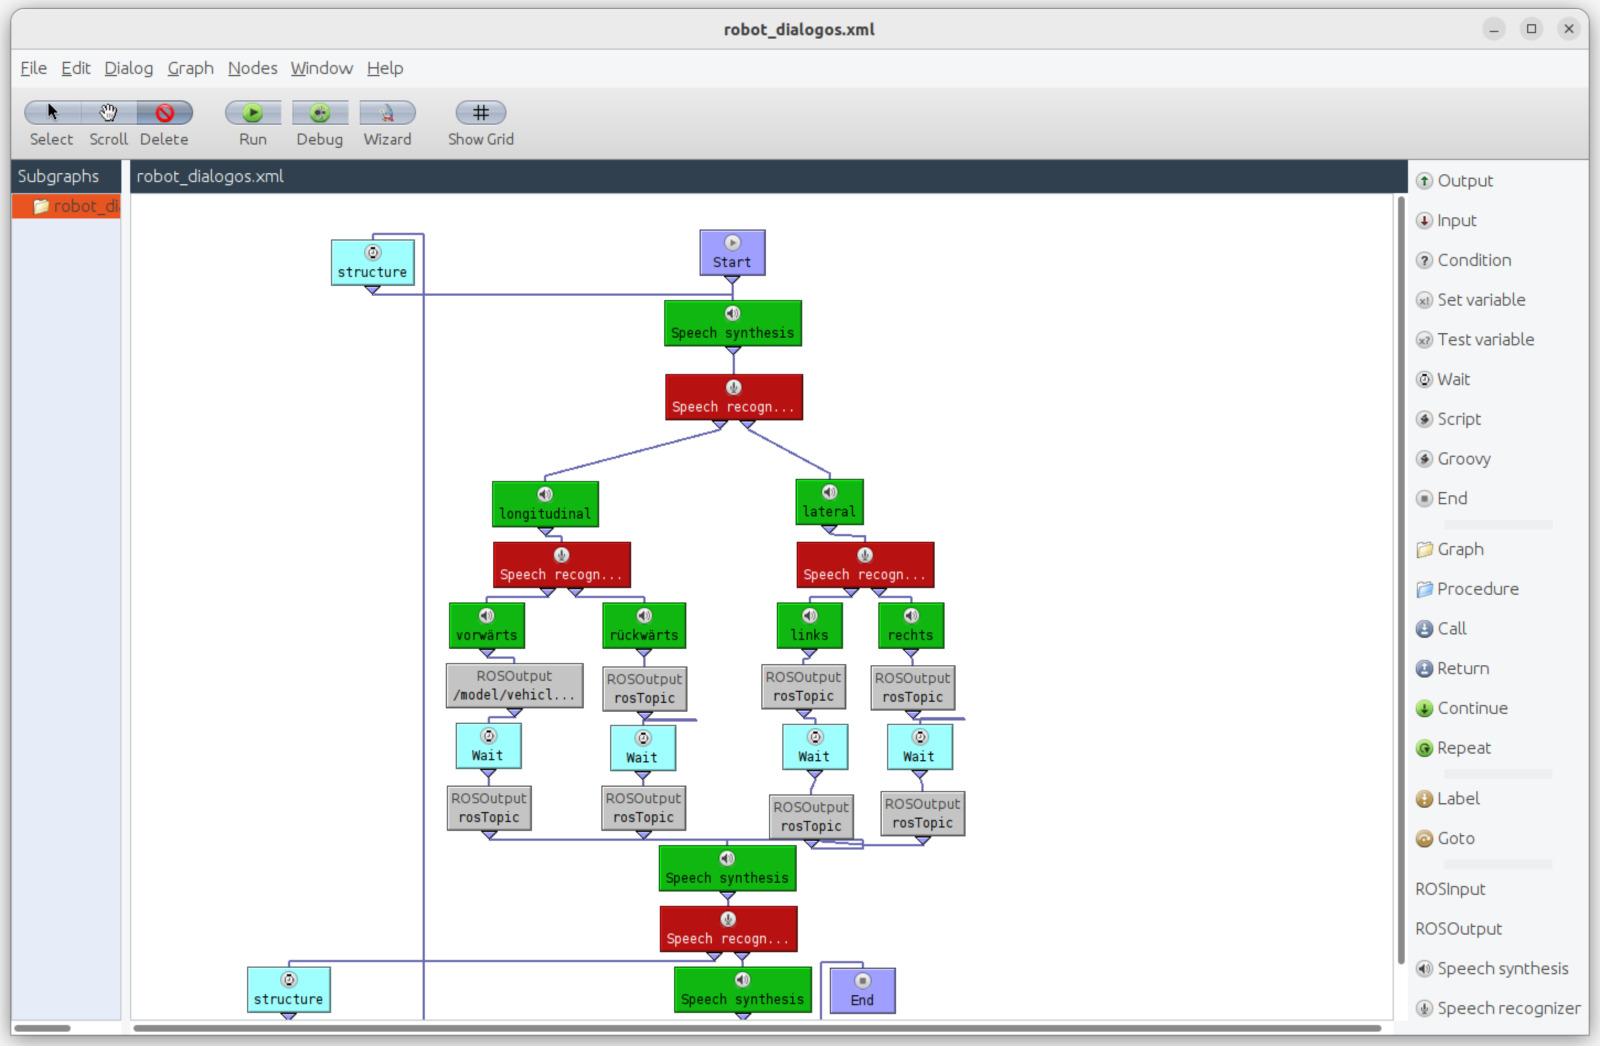 robot_dialogos.xml
File Edit Dialog Graph Nodes Window Help
Select Scroll Delete Run Debug Wizard Show Grid
Subgraphs
robot_di
robot_dialogos.xml
structure
Start
Speech synthesis
Speech recogn...
longitudinal
lateral
Speech recogn...
Speech recogn...
vorwärts
rückwärts
links
rechts
ROSOutput
/model/vehicl...
ROSOutput
rosTopic
ROSOutput
rosTopic
ROSOutput
rosTopic
Wait
Wait
Wait
Wait
ROSOutput
rosTopic
ROSOutput
rosTopic
ROSOutput
rosTopic
ROSOutput
rosTopic
Speech synthesis
Speech recogn...
structure
Speech synthesis
End
Output
Input
Condition
Set variable
Test variable
Wait
Script
Groovy
End
Graph
Procedure
Call
Return
Continue
Repeat
Label
Goto
ROSInput
ROSOutput
Speech synthesis
Speech recognizer